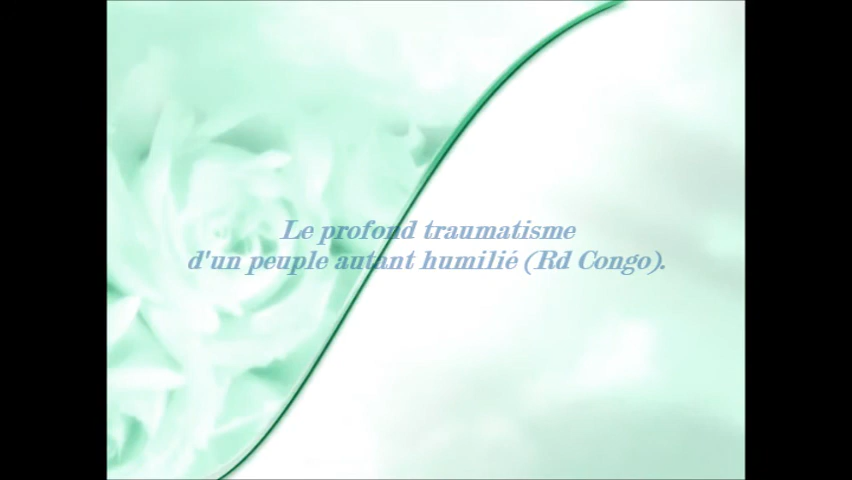 Le profond traumatisme
d'un peuple autant humilié (Rd Congo).